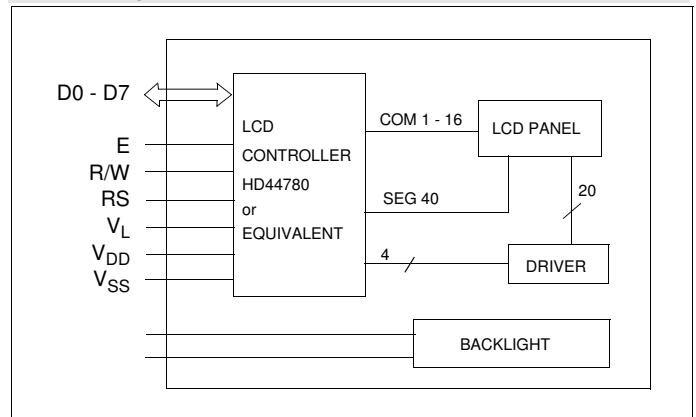 D0 - D7
E
R/W
RS
VL
VDD
VSS
LCD
CONTROLLER
HD44780
or
EQUIVALENT
COM 1 - 16
SEG 40
4
LCD PANEL
20
DRIVER
BACKLIGHT